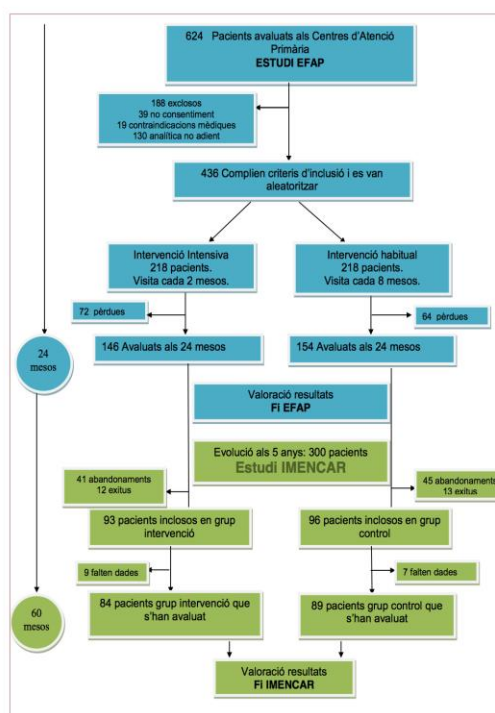 624 Pacients avaluats als Centres d'Atenció
Primària
ESTUDI EFAP
188 exclosos
39 no consentiment
19 contraindicacions mèdiques
130 analítica no adient
436 Complien criteris d'inclusió i es van
aleatoritzar
Intervenció Intensiva
218 pacients.
Visita cada 2 mesos.
Intervenció habitual
218 pacients.
Visita cada 8 mesos.
72 pèrdues
64 pèrdues
146 Avaluats als 24 mesos
154 Avaluats als 24 mesos
24
mesos
Valoració resultats
Fi EFAP
Evolució als 5 anys: 300 pacients
Estudi IMENCAR
41 abandonaments
12 exitus
45 abandonaments
13 exitus
93 pacients inclosos en grup
intervenció
96 pacients inclosos en grup
control
9 falten dades
7 falten dades
60
mesos
84 pacients grup intervenció que
s'han avaluat
89 pacients grup control que
s'han avaluat
Valoració resultats
Fi IMENCAR